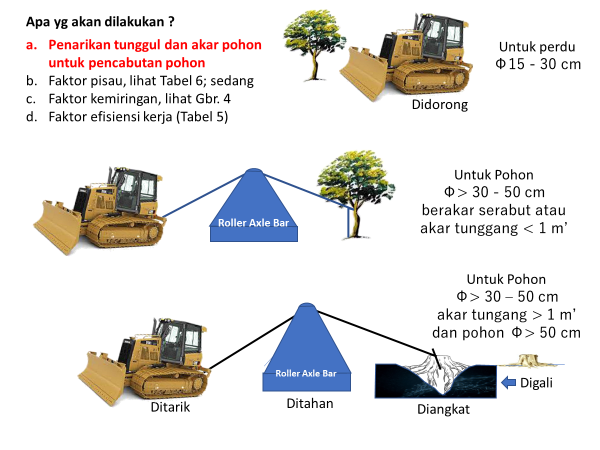 Apa yg akan dilakukan ?
a. Penarikan tunggul dan akar pohon
untuk pencabutan pohon
b. Faktor pisau, lihat Tabel 6; sedang
c. Faktor kemiringan, lihat Gbr. 4
d. Faktor efisiensi kerja (Tabel 5)
Untuk perdu
Φ 15 - 30 cm
Didorong
Roller Axle Bar
Untuk Pohon
Φ > 30 - 50 cm
berakar serabut atau
akar tunggang < 1 m’
Untuk Pohon
Φ > 30 – 50 cm
akar tungang > 1 m’
dan pohon Φ > 50 cm
Roller Axle Bar
Digali
Ditarik
Ditahan
Diangkat